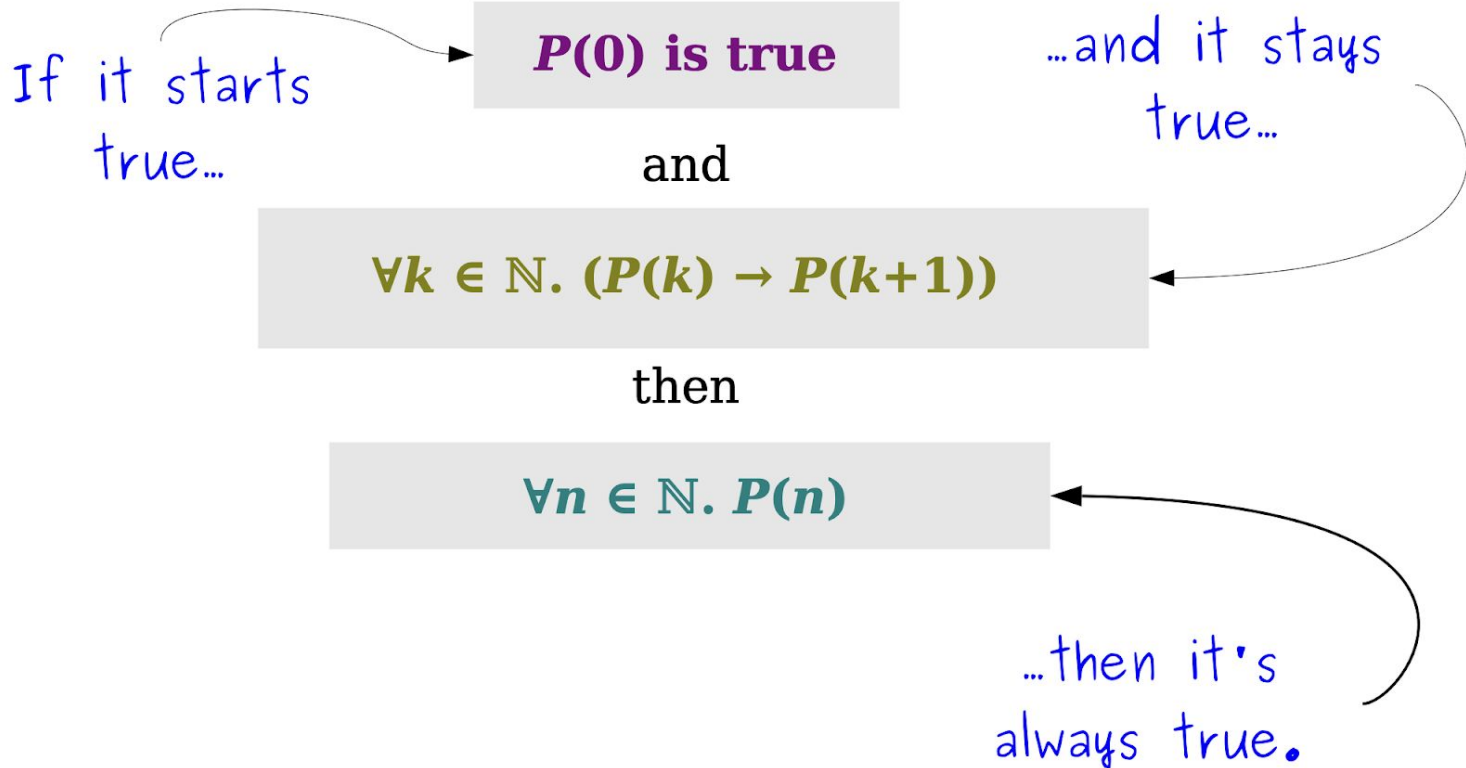 If it starts
true…
P(0) is true
…and it stays
true…
and
∀k ∈ ℕ. (P(k) → P(k+1))
then
∀n ∈ ℕ. P(n)
…then it's
always true.